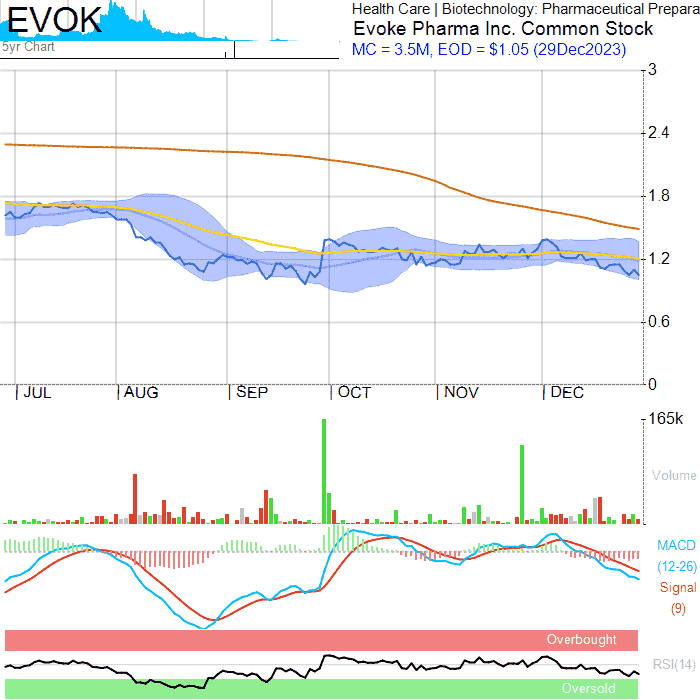 EVOK
5yr Chart
Health Care | Biotechnology: Pharmaceutical Prepara
Evoke Pharma Inc. Common Stock
MC = 3.5M, EOD = $1.05 (29Dec2023)
3
2.4
1.8
1.2
0.6
0
JUL
AUG
SEP
OCT
NOV
DEC
165k
Volume
MACD
(12-26)
Signal
(9)
Overbought
RSI(14)
Oversold